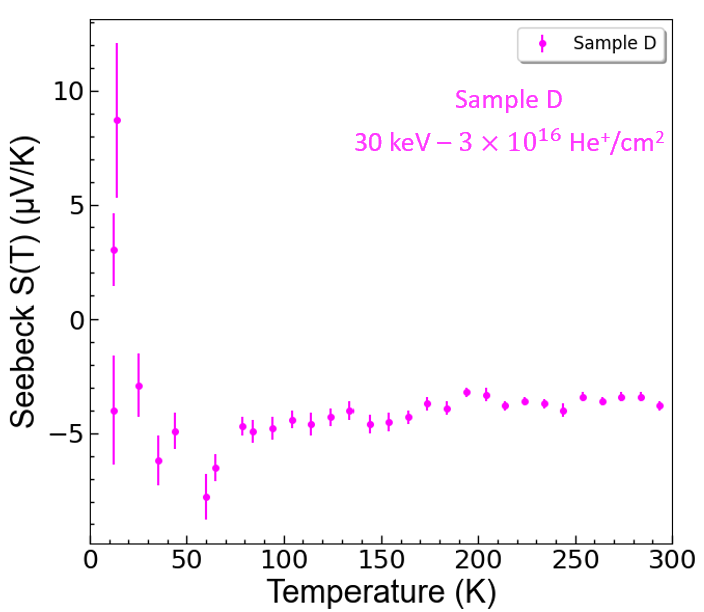 Sample D
Sample D
30 keV – 3 × 10¹⁶ He⁺/cm²
Seebeck S(T) (μV/K)
10
5
0
−5
0 50 100 150 200 250 300
Temperature (K)